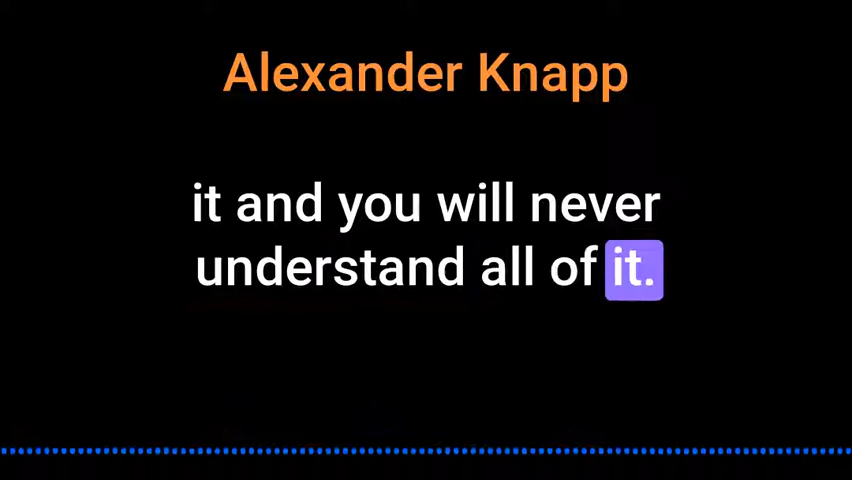 Alexander Knapp
it and you will never
understand all of it.